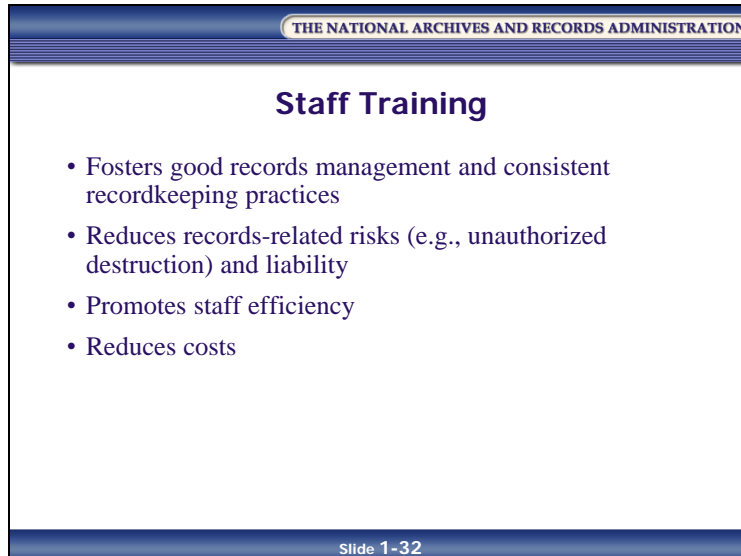 THE NATIONAL ARCHIVES AND RECORDS ADMINISTRATION
Staff Training
• Fosters good records management and consistent
recordkeeping practices
• Reduces records-related risks (e.g., unauthorized
destruction) and liability
• Promotes staff efficiency
• Reduces costs
Slide 1-32